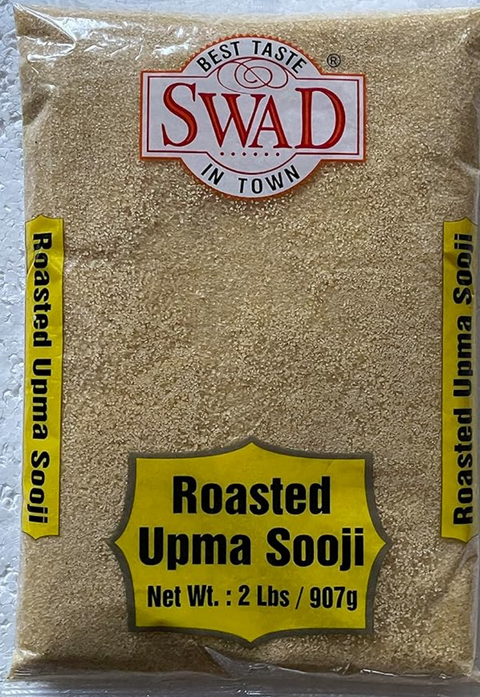 BEST TASTE
®
SWAD
IN TOWN
Roasted Upma Sooji
Roasted Upma Sooji
Roasted
Upma Sooji
Net Wt. : 2 Lbs / 907g